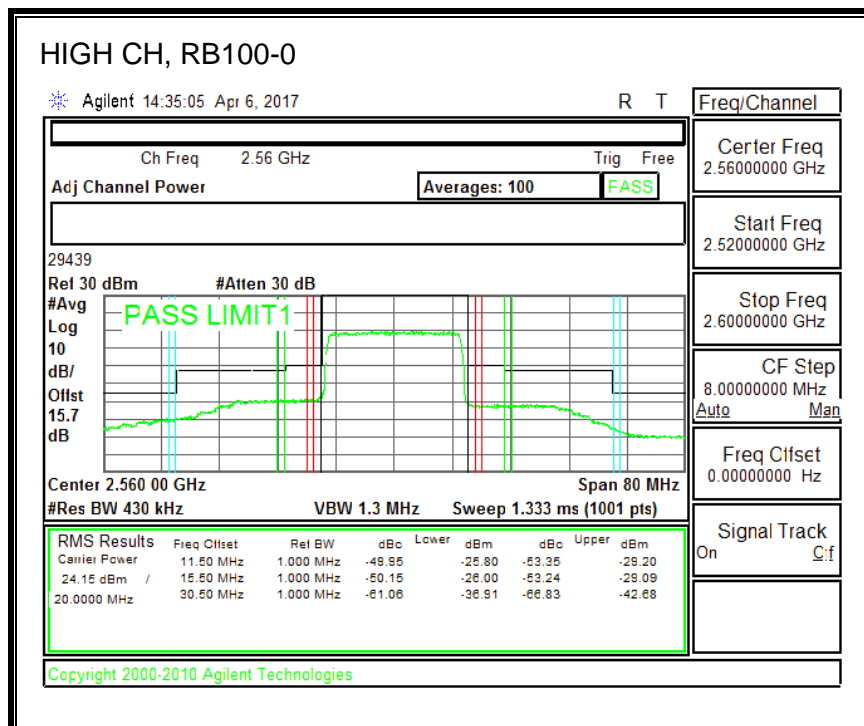 HIGH CH, RB100-0
Agilent 14:35:05 Apr 6, 2017 R T
Freq/Channel
Ch Freq 2.56 GHz Trig Free
Adj Channel Power Averages: 100 PASS
Center Freq
2.56000000 GHz
Start Freq
2.52000000 GHz
Stop Freq
2.60000000 GHz
CF Step
8.00000000 MHz
Auto Man
Freq Offset
0.00000000 Hz
Signal Track
On Off
29439
Ref 30 dBm #Atten 30 dB
#Avg
Log
10
dB/
Offst
15.7
dB
PASS LIMIT1
Center 2.560 00 GHz Span 80 MHz
#Res BW 430 kHz VBW 1.3 MHz Sweep 1.333 ms (1001 pts)
RMS Results Freq Offset Ref BW dBc Lower dBm dBc Upper dBm
Carrier Power 11.50 MHz 1.000 MHz -49.95 -25.80 -53.35 -29.20
24.15 dBm / 15.50 MHz 1.000 MHz -50.15 -26.00 -53.24 -29.09
20.0000 MHz 30.50 MHz 1.000 MHz -61.06 -36.91 -66.83 -42.68
Copyright 2000-2010 Agilent Technologies